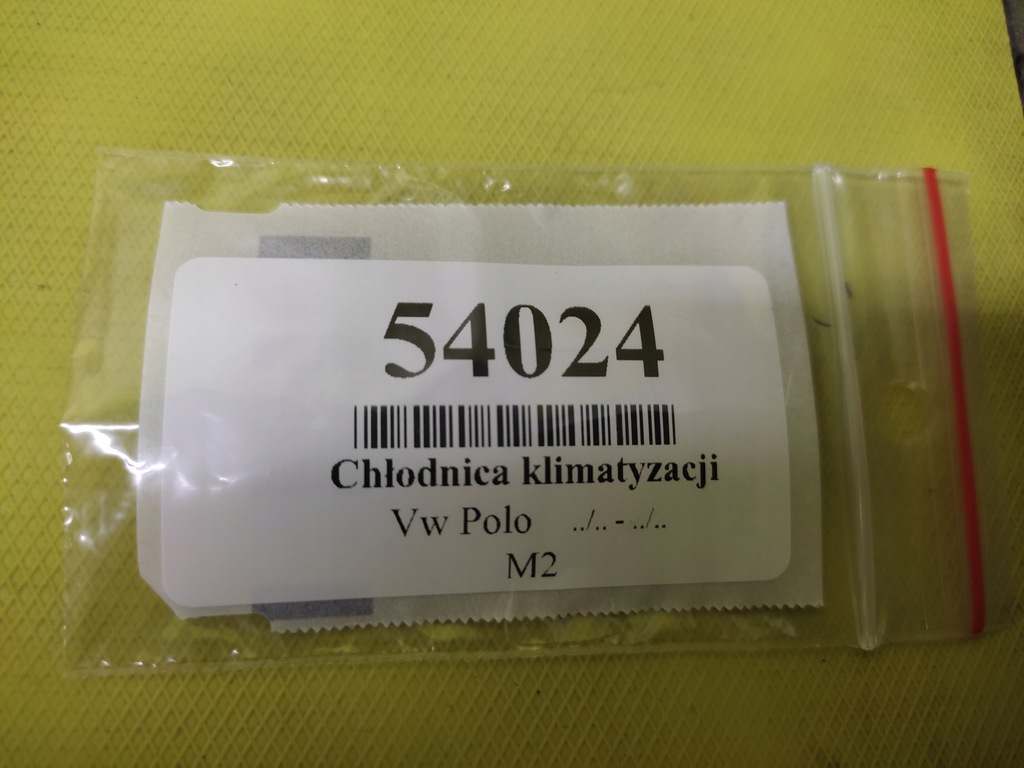 54024
Chłodnica klimatyzacji
Vw Polo ../.. - ../..
M2